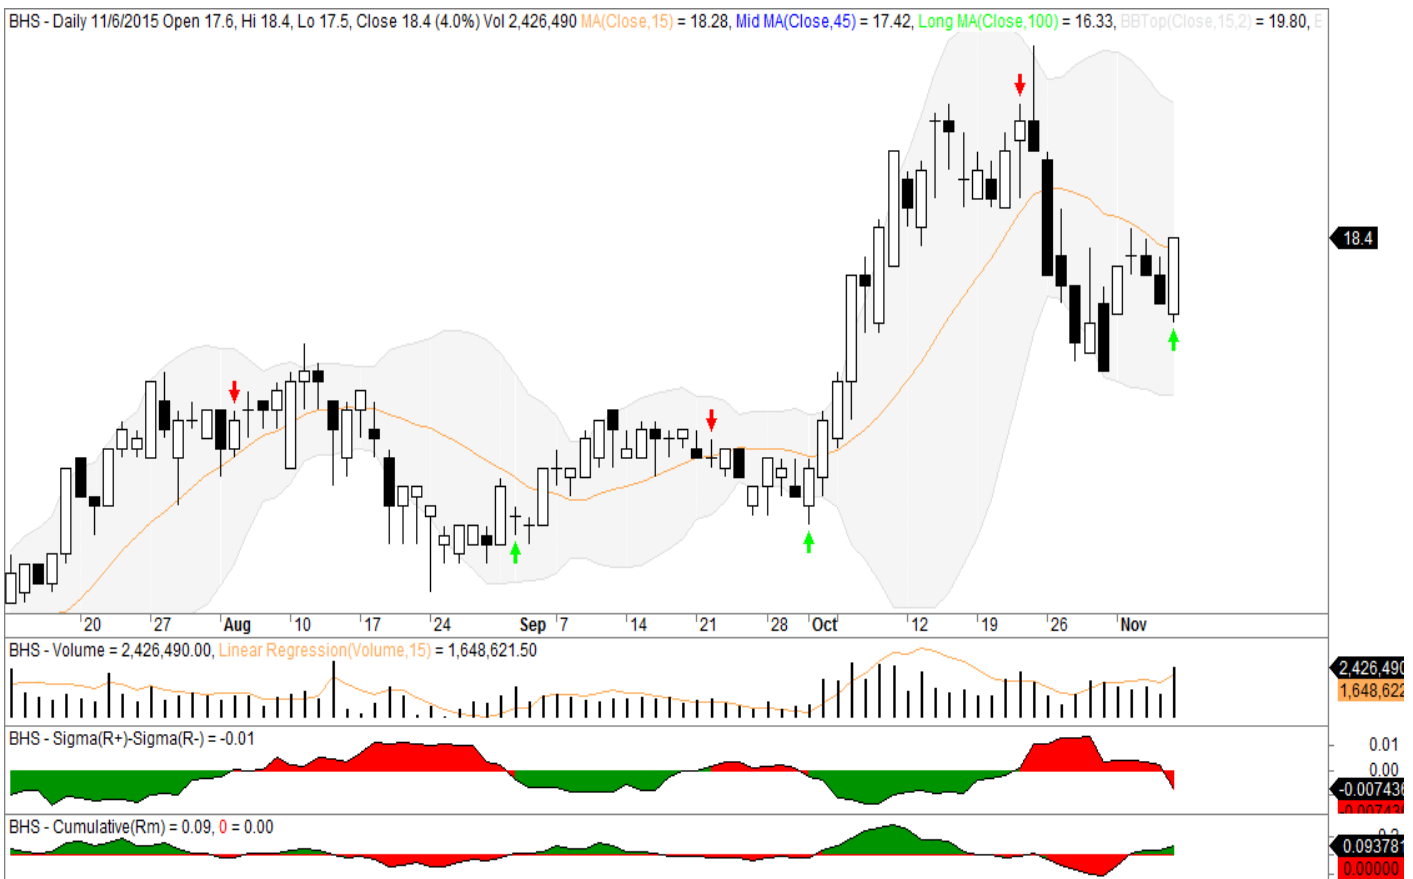 BHS - Daily 11/6/2015 Open 17.6, Hi 18.4, Lo 17.5, Close 18.4 (4.0%) Vol 2,426,490 MA(Close,15) = 18.28, Mid MA(Close,45) = 17.42, Long MA(Close,100) = 16.33, BBTop(Close,15,2) = 19.80,
18.4
20 27 Aug 10 17 24 Sep 7 14 21 28 Oct 12 19 26 Nov
BHS - Volume = 2,426,490.00, Linear Regression(Volume,15) = 1,648,621.50
2,426,490
1,648,622
BHS - Sigma(R+)-Sigma(R-) = -0.01
0.01
0.00
-0.007436
BHS - Cumulative(Rm) = 0.09, 0 = 0.00
0.093781
0.00000